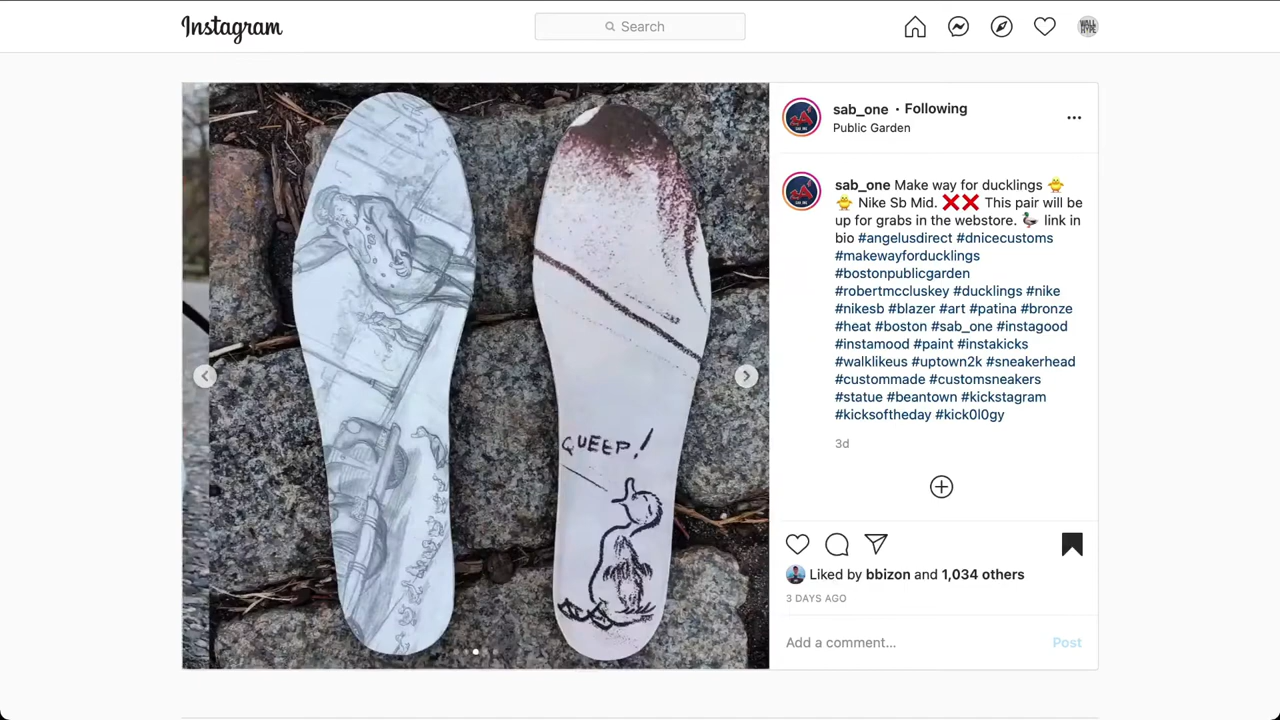 Instagram
Search
WALL
HYPE
sab_one • Following
Public Garden
sab_one Make way for ducklings 🐥
🐥 Nike Sb Mid. ❌❌ This pair will be
up for grabs in the webstore. 🦆 link in
bio #angelusdirect #dnicecustoms
#makewayforducklings
#bostonpublicgarden
#robertmccluskey #ducklings #nike
#nikesb #blazer #art #patina #bronze
#heat #boston #sab_one #instagood
#instamood #paint #instakicks
#walklikeus #uptown2k #sneakerhead
#custommade #customsneakers
#statue #beantown #kickstagram
#kicksoftheday #kick0l0gy
3d
QUEEP!
Liked by bbizon and 1,034 others
3 DAYS AGO
Add a comment...
Post